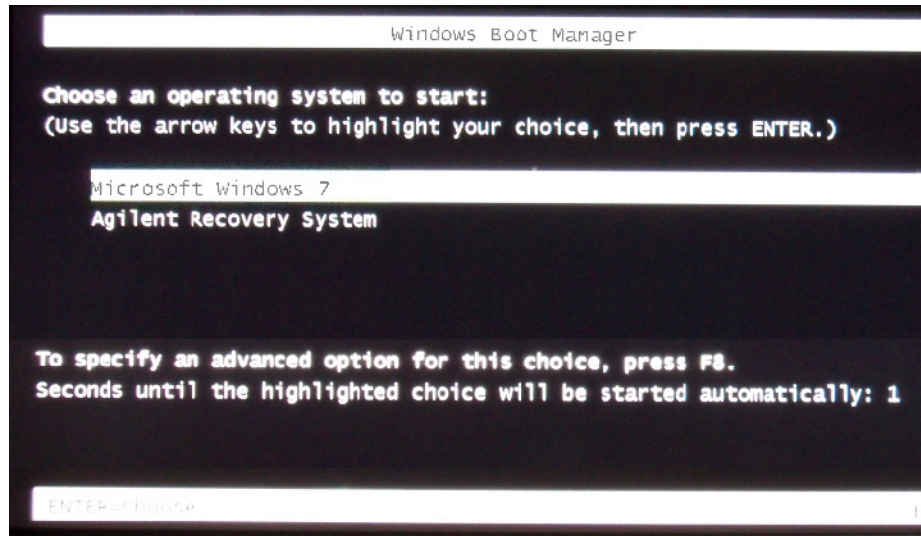 Windows Boot Manager
Choose an operating system to start:
(Use the arrow keys to highlight your choice, then press ENTER.)
Microsoft Windows 7
Agilent Recovery System
To specify an advanced option for this choice, press F8.
Seconds until the highlighted choice will be started automatically: 1
ENTER=Choose